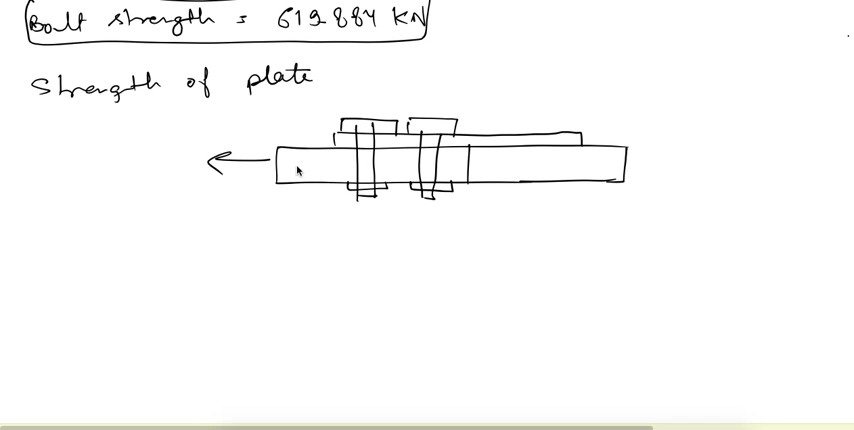 Bolt strength = 619.884 KN
Strength of plate